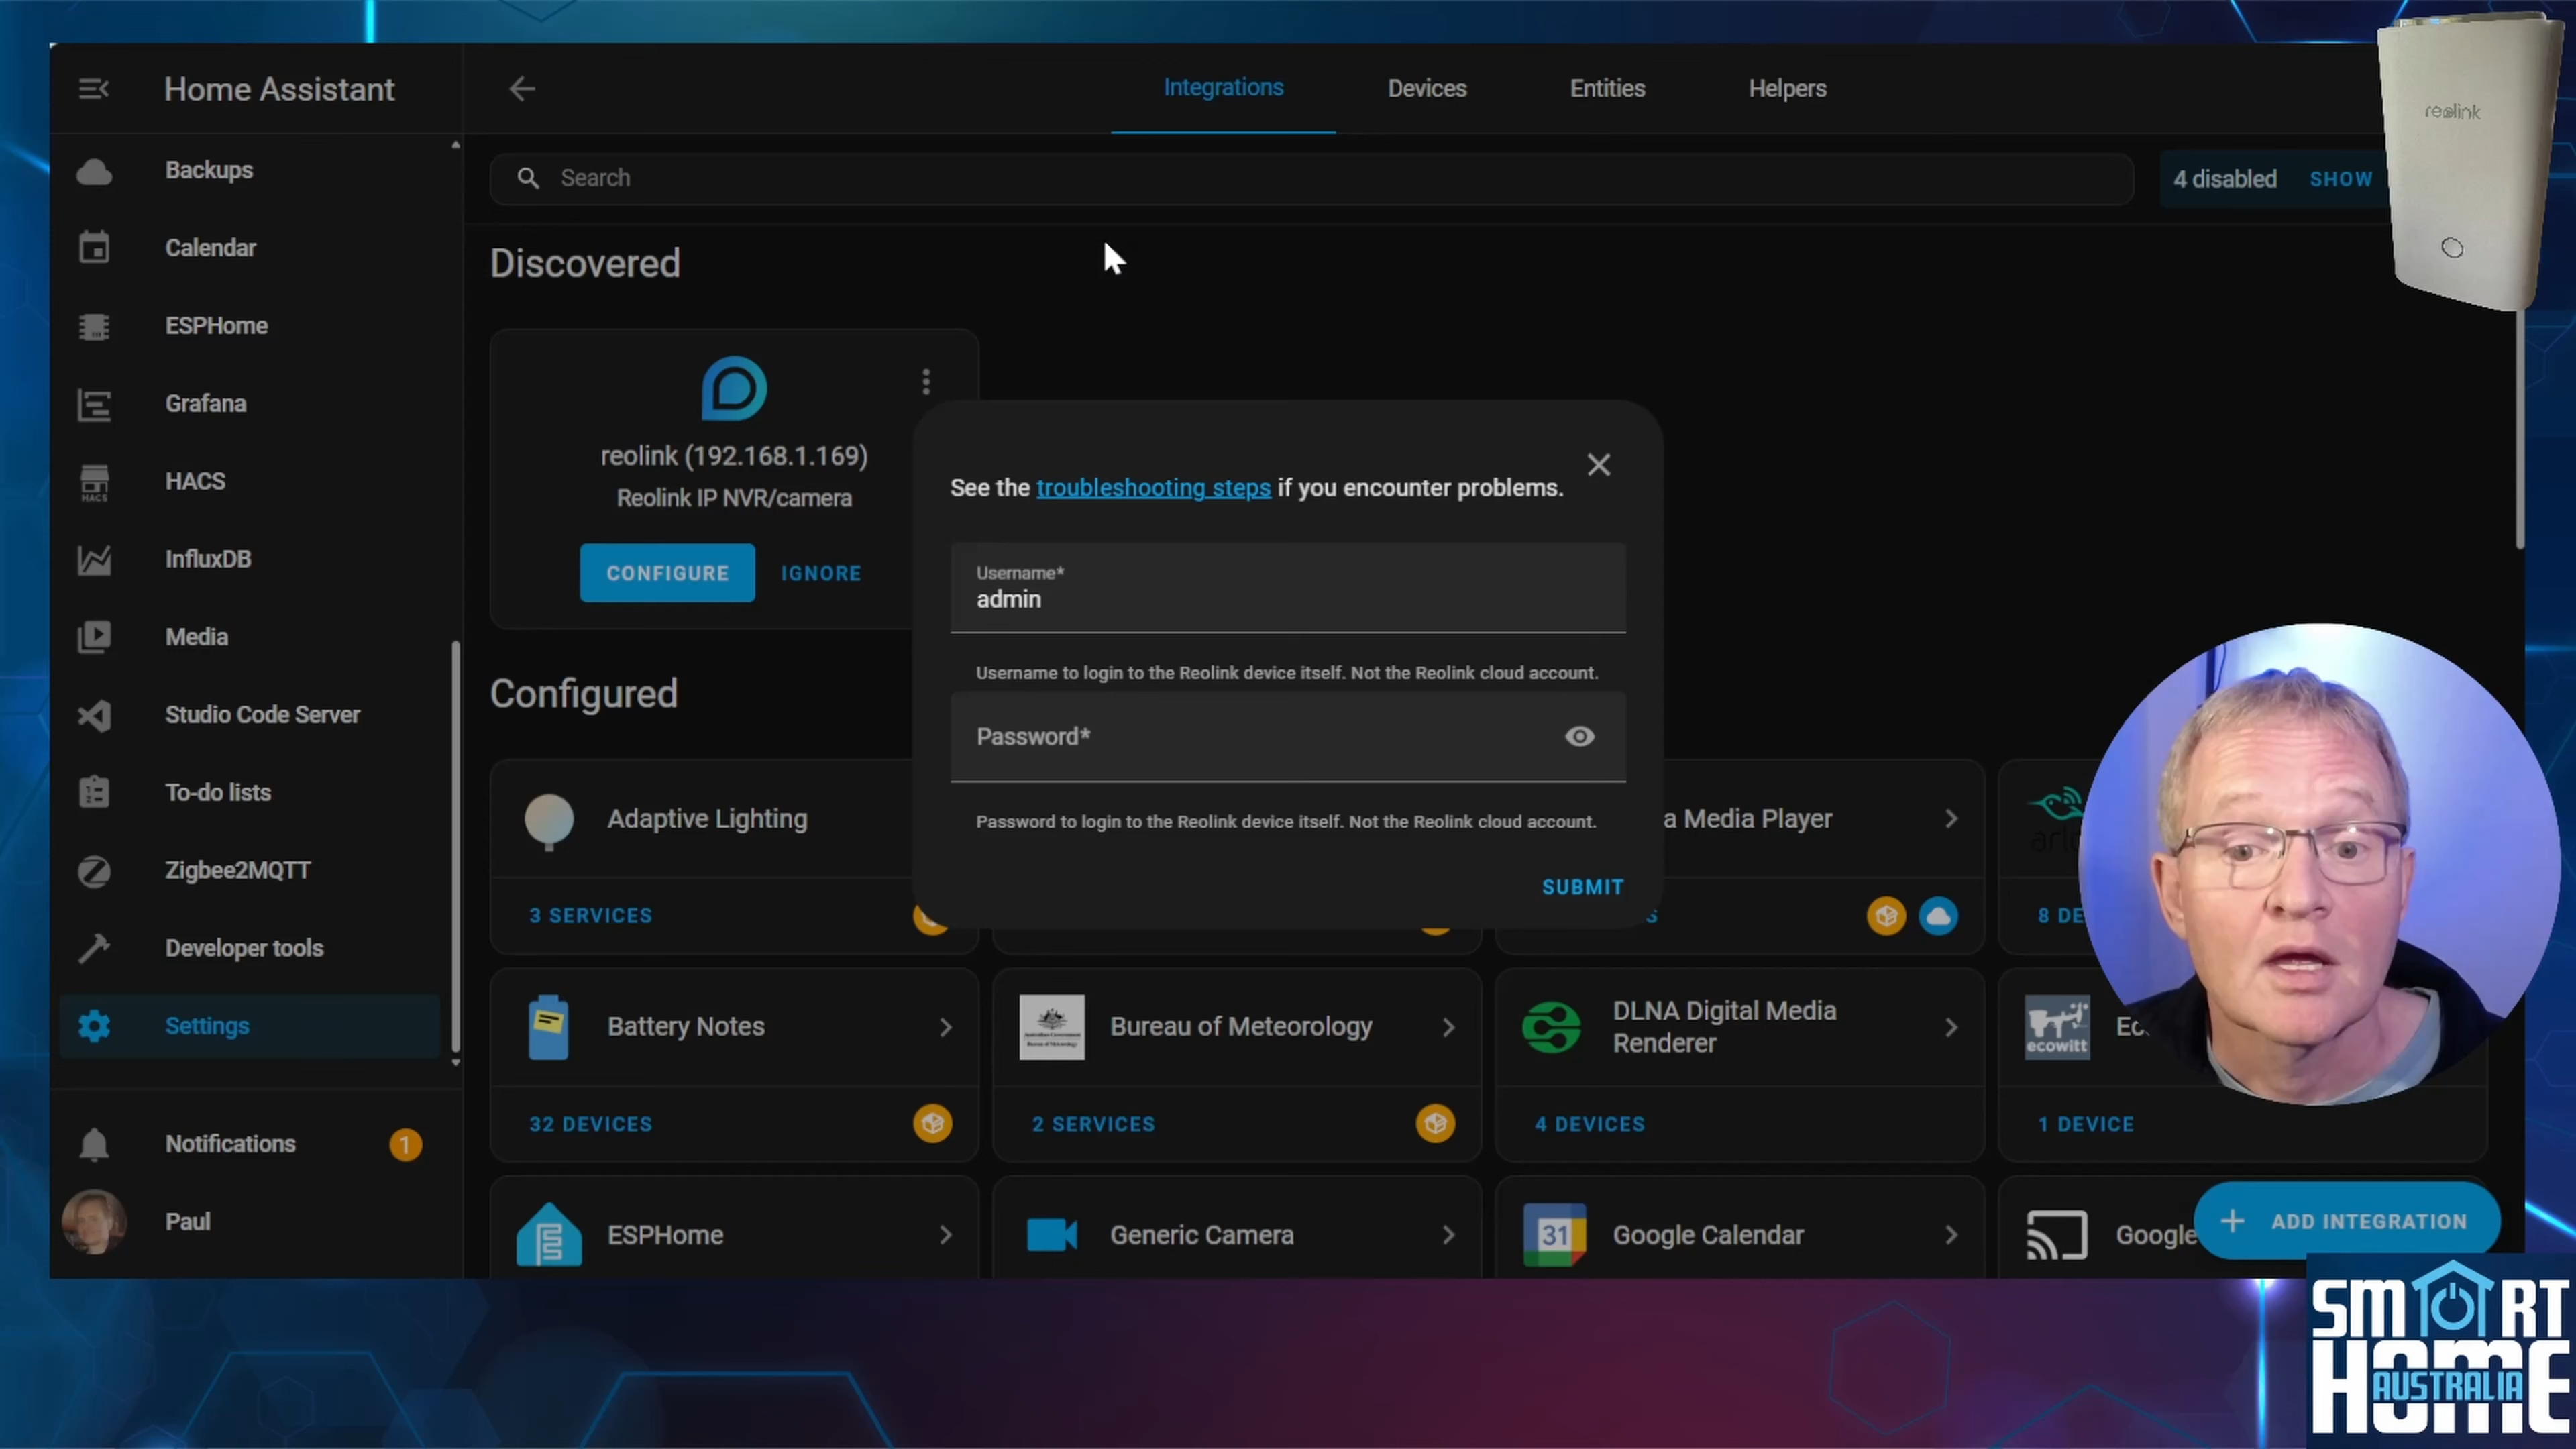 Home Assistant
Integrations
Devices
Entities
Helpers
reolink
Backups
Calendar
ESPHome
Grafana
HACS
HACS
InfluxDB
Media
Studio Code Server
To-do lists
Zigbee2MQTT
Developer tools
Settings
Notifications
1
Paul
Search
4 disabled
SHOW
Discovered
reolink (192.168.1.169)
Reolink IP NVR/camera
CONFIGURE
IGNORE
See the troubleshooting steps if you encounter problems.
Username*
admin
Username to login to the Reolink device itself. Not the Reolink cloud account.
Password*
Password to login to the Reolink device itself. Not the Reolink cloud account.
SUBMIT
Configured
Adaptive Lighting
a Media Player
3 SERVICES
S
8 DE
Battery Notes
Bureau of Meteorology
DLNA Digital Media
Renderer
ecowitt
Ec
32 DEVICES
2 SERVICES
4 DEVICES
1 DEVICE
ESPHome
Generic Camera
31
Google Calendar
Google
ADD INTEGRATION
SMART
HOME
AUSTRALIA